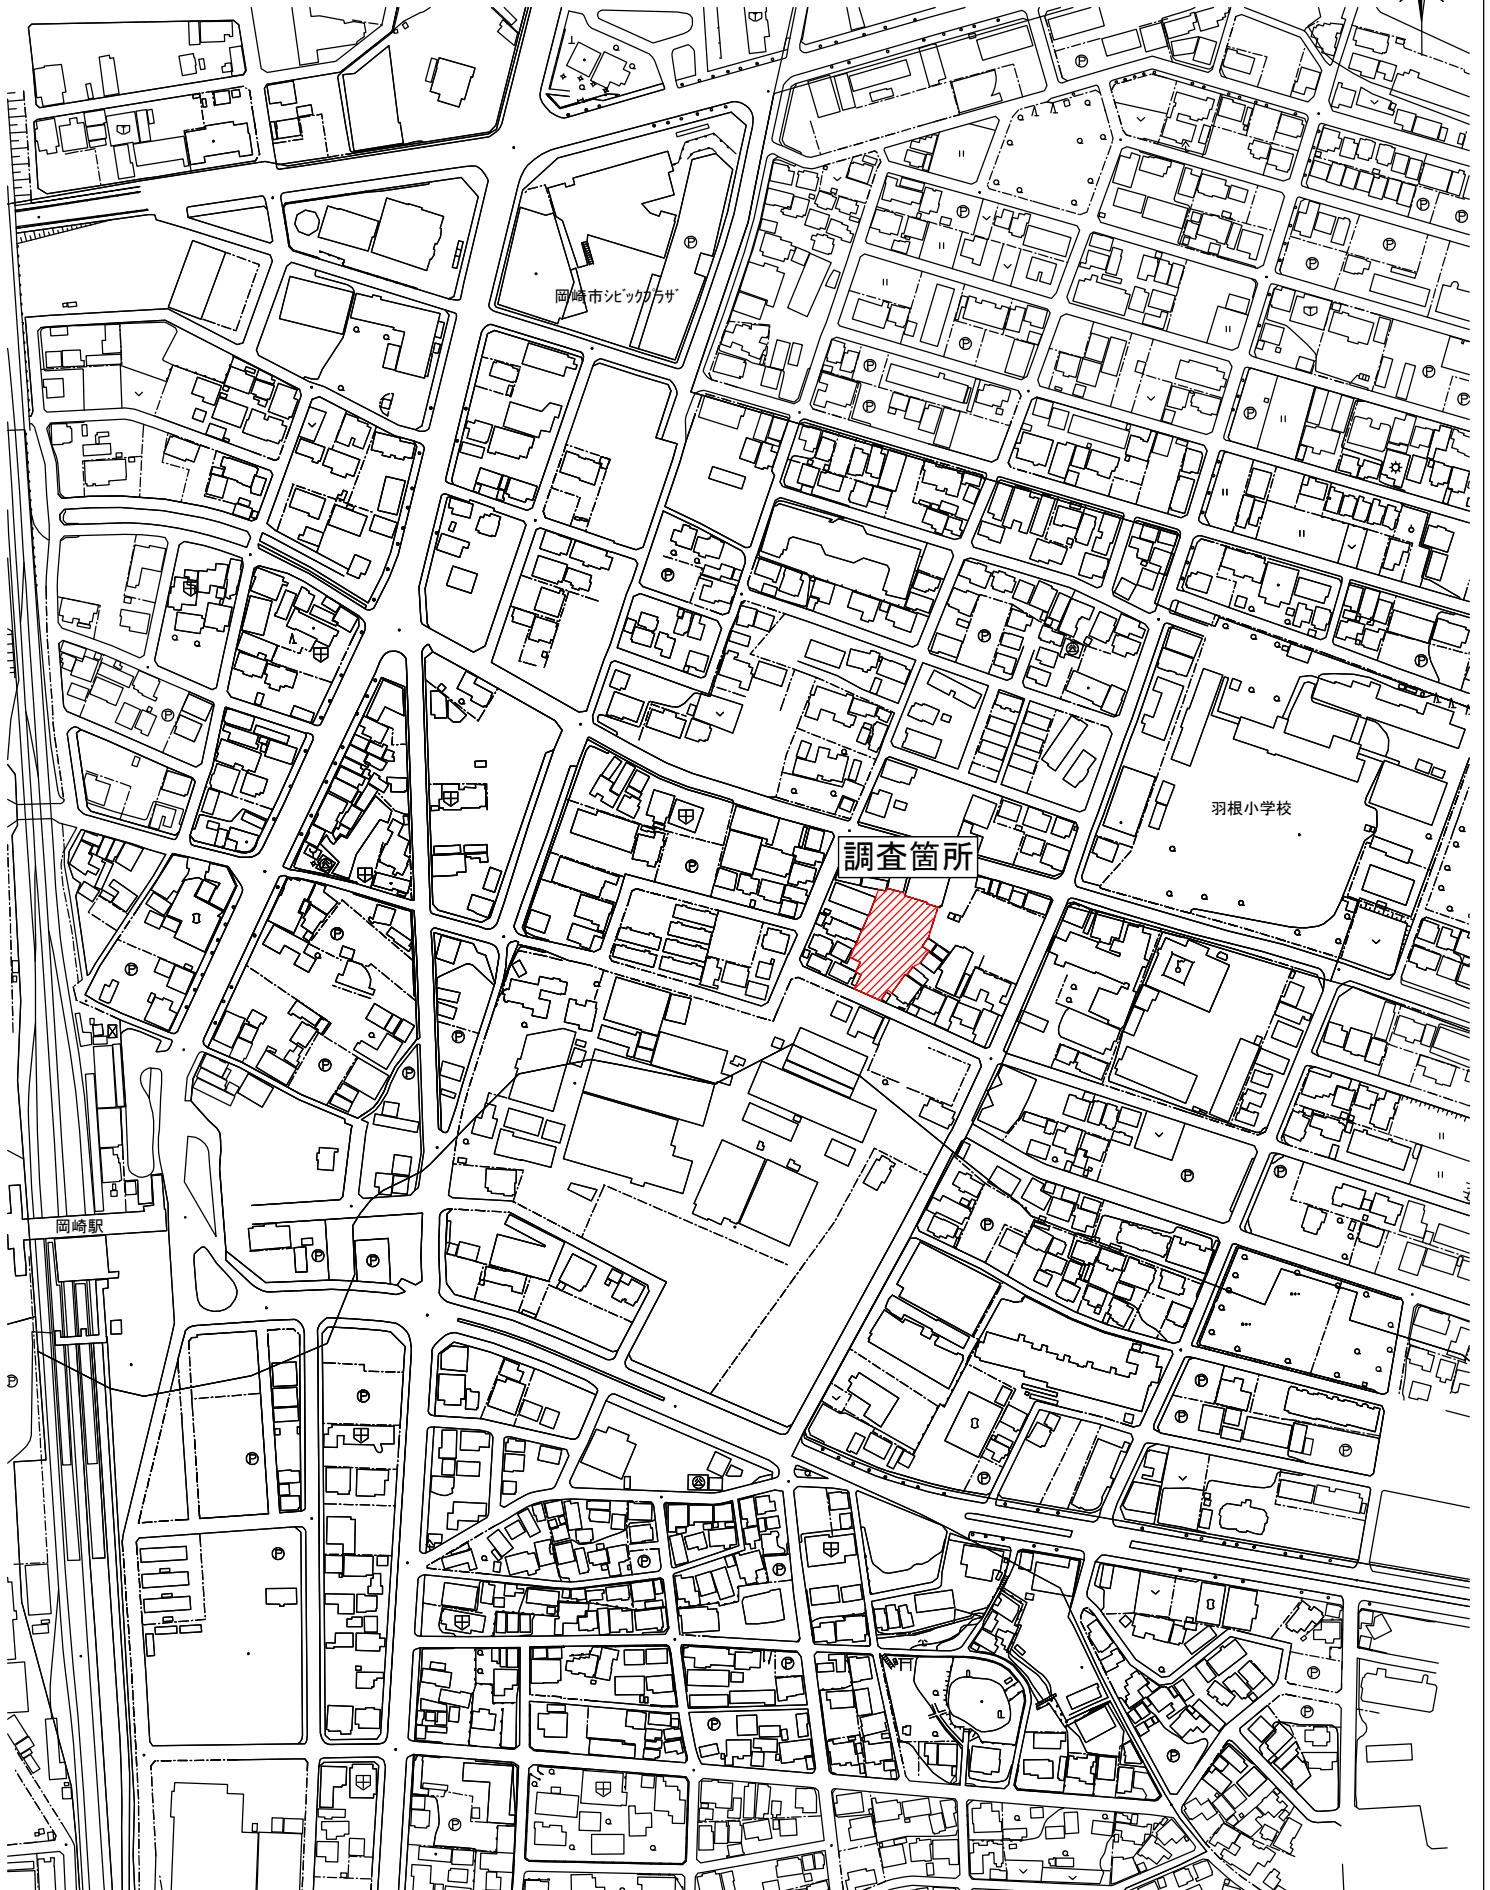 岡崎市シビックプラザ
羽根小学校
調査箇所
岡崎駅